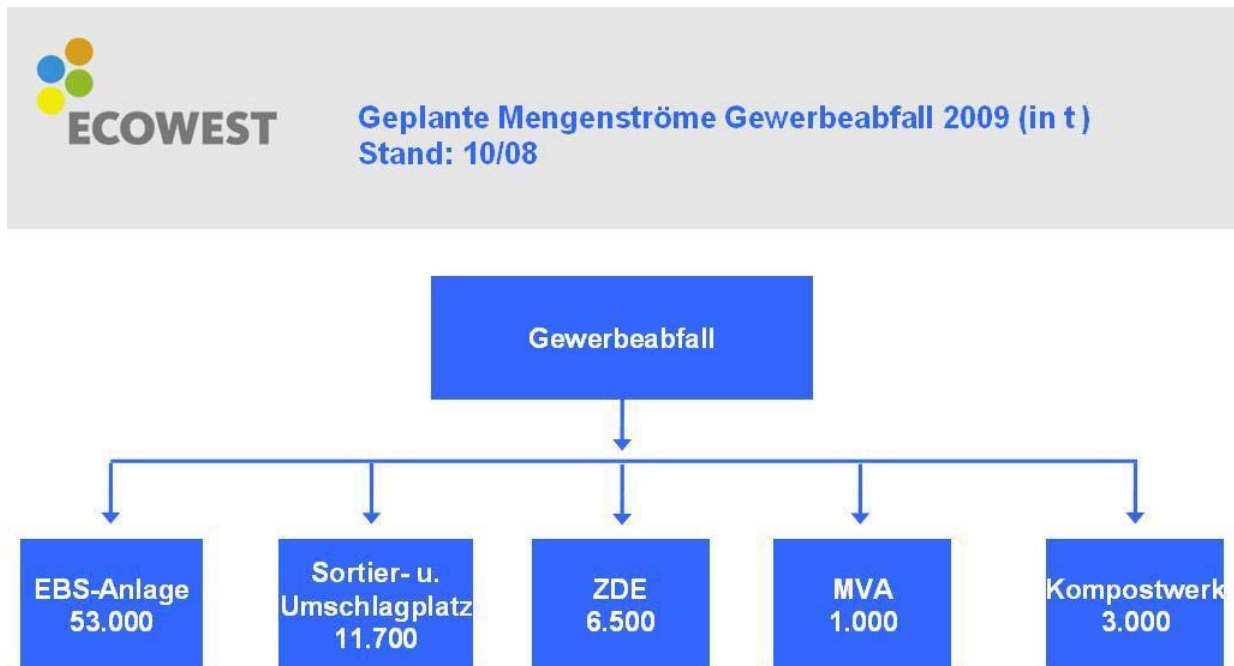 ECOWEST
Geplante Mengenströme Gewerbeabfall 2009 (in t )
Stand: 10/08
Gewerbeabfall
EBS-Anlage
53.000
Sortier- u.
Umschlagplatz
11.700
ZDE
6.500
MVA
1.000
Kompostwerk
3.000